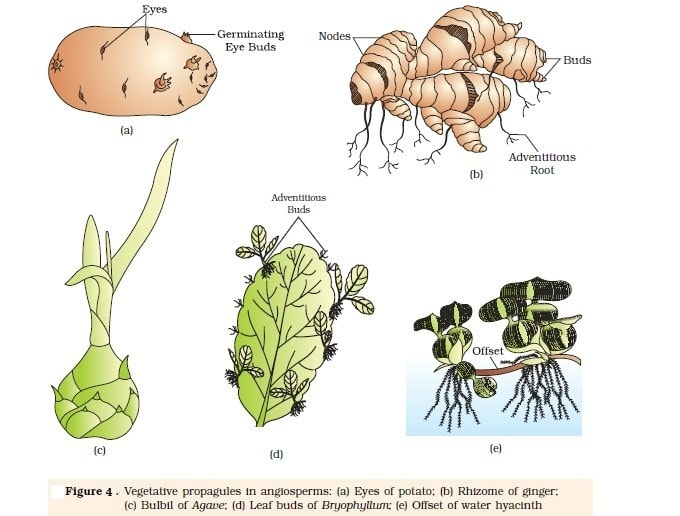 Eyes
Germinating
Eye Buds
(a)
Nodes
Buds
Adventitious
Root
(b)
(c)
Adventitious
Buds
(d)
Offset
(e)
Figure 4 . Vegetative propagules in angiosperms: (a) Eyes of potato; (b) Rhizome of ginger;
(c) Bulbil of Agave; (d) Leaf buds of Bryophyllum; (e) Offset of water hyacinth